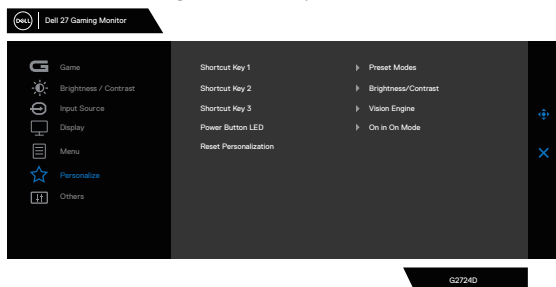 DELL Dell 27 Gaming Monitor
Game
Brightness / Contrast
Input Source
Display
Menu
Personalize
Others
Shortcut Key 1 Preset Modes
Shortcut Key 2 Brightness/Contrast
Shortcut Key 3 Vision Engine
Power Button LED On in On Mode
Reset Personalization
G2724D